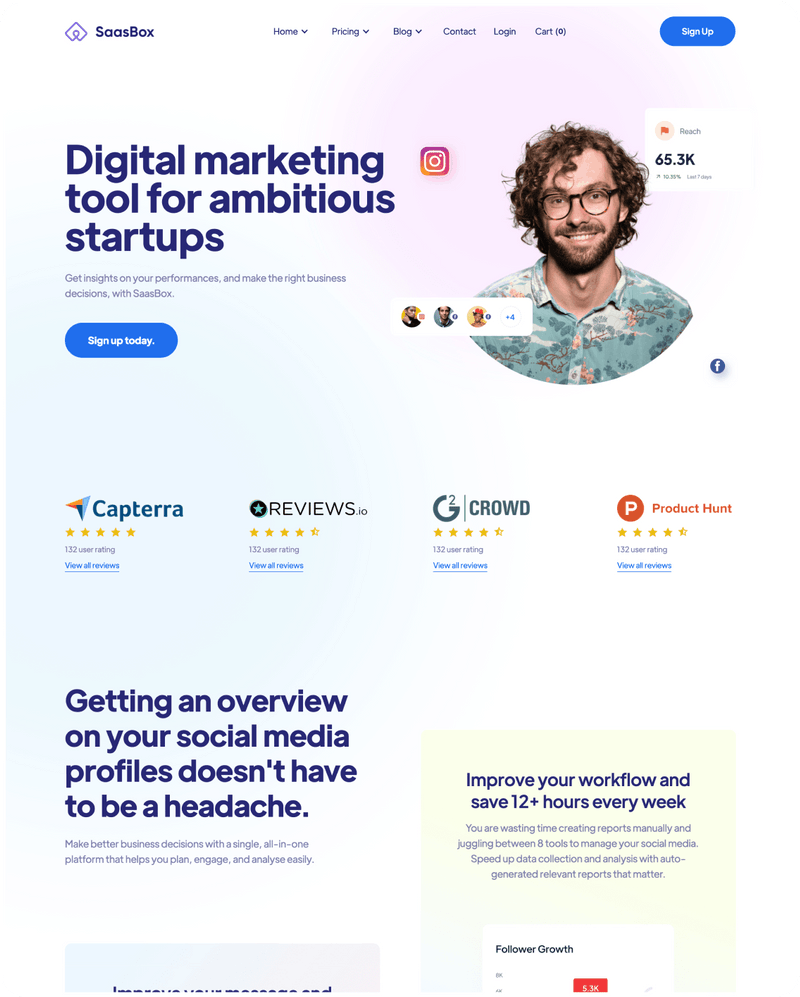 SaasBox
Home
Pricing
Blog
Contact
Login
Cart (0)
Sign Up
Digital marketing
tool for ambitious
startups
Get insights on your performances, and make the right business
decisions, with SaasBox.
Sign up today.
Reach
65.3K
10.35% Last 7 days
+4
Capterra
132 user rating
View all reviews
REVIEWS.io
132 user rating
View all reviews
G2 CROWD
132 user rating
View all reviews
Product Hunt
132 user rating
View all reviews
Getting an overview
on your social media
profiles doesn't have
to be a headache.
Make better business decisions with a single, all-in-one
platform that helps you plan, engage, and analyse easily.
Improve your workflow and
save 12+ hours every week
You are wasting time creating reports manually and
juggling between 8 tools to manage your social media.
Speed up data collection and analysis with auto-
generated relevant reports that matter.
Follower Growth
8K
6K
5.3K
Improve your message and